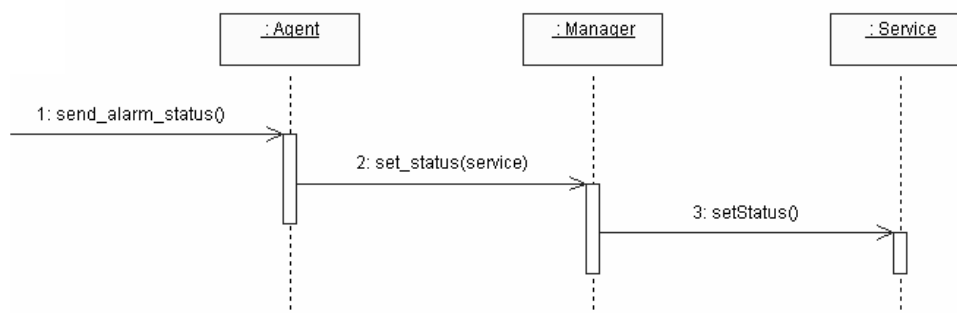 : Agent
: Manager
: Service
1: send_alarm_status()
2: set_status(service)
3: setStatus()